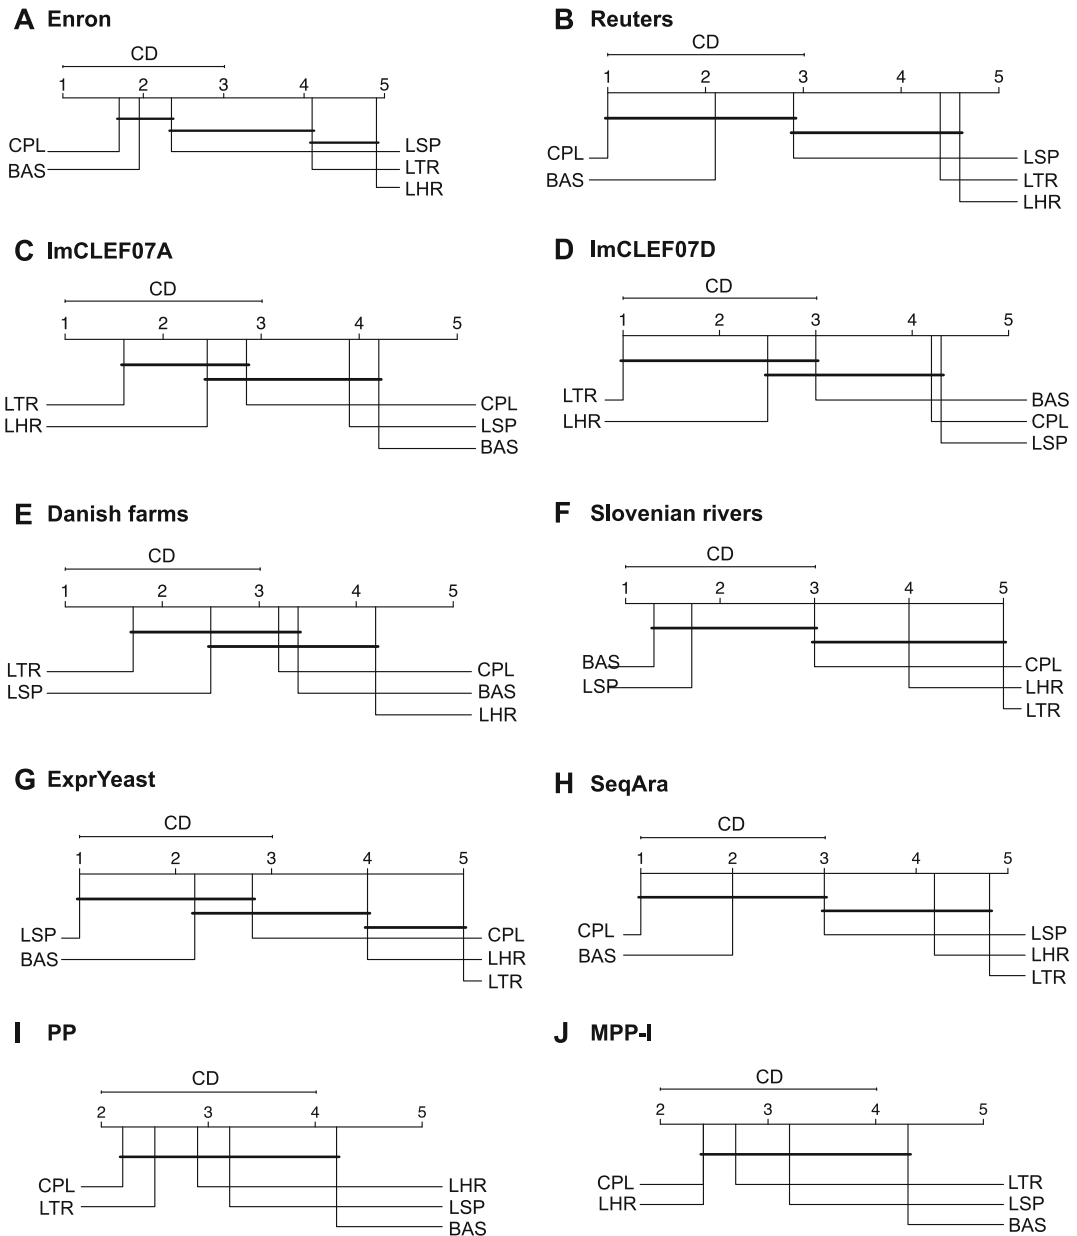 A Enron
CD
1 2 3 4 5
CPL LSP
BAS LTR
LHR
B Reuters
CD
1 2 3 4 5
CPL LSP
BAS LTR
LHR
C ImCLEF07A
CD
1 2 3 4 5
LTR CPL
LHR LSP
BAS
D ImCLEF07D
CD
1 2 3 4 5
LTR BAS
LHR CPL
LSP
E Danish farms
CD
1 2 3 4 5
LTR CPL
LSP BAS
LHR
F Slovenian rivers
CD
1 2 3 4 5
BAS CPL
LSP LHR
LTR
G ExprYeast
CD
1 2 3 4 5
LSP CPL
BAS LHR
LTR
H SeqAra
CD
1 2 3 4 5
CPL LSP
BAS LHR
LTR
I PP
CD
2 3 4 5
CPL LHR
LTR LSP
BAS
J MPP-I
CD
2 3 4 5
CPL LTR
LHR LSP
BAS